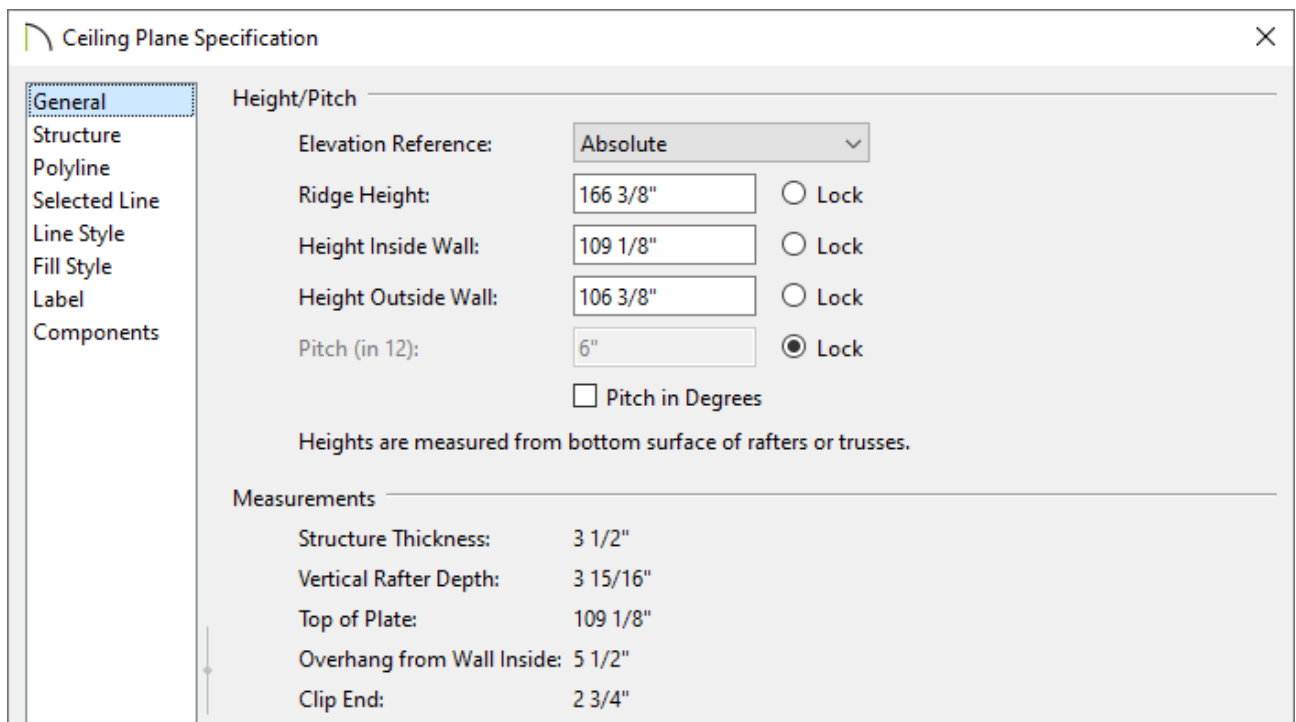 Ceiling Plane Specification
General
Structure
Polyline
Selected Line
Line Style
Fill Style
Label
Components
Height/Pitch
Elevation Reference: Absolute
Ridge Height: 166 3/8" Lock
Height Inside Wall: 109 1/8" Lock
Height Outside Wall: 106 3/8" Lock
Pitch (in 12): 6" Lock
Pitch in Degrees
Heights are measured from bottom surface of rafters or trusses.
Measurements
Structure Thickness: 3 1/2"
Vertical Rafter Depth: 3 15/16"
Top of Plate: 109 1/8"
Overhang from Wall Inside: 5 1/2"
Clip End: 2 3/4"